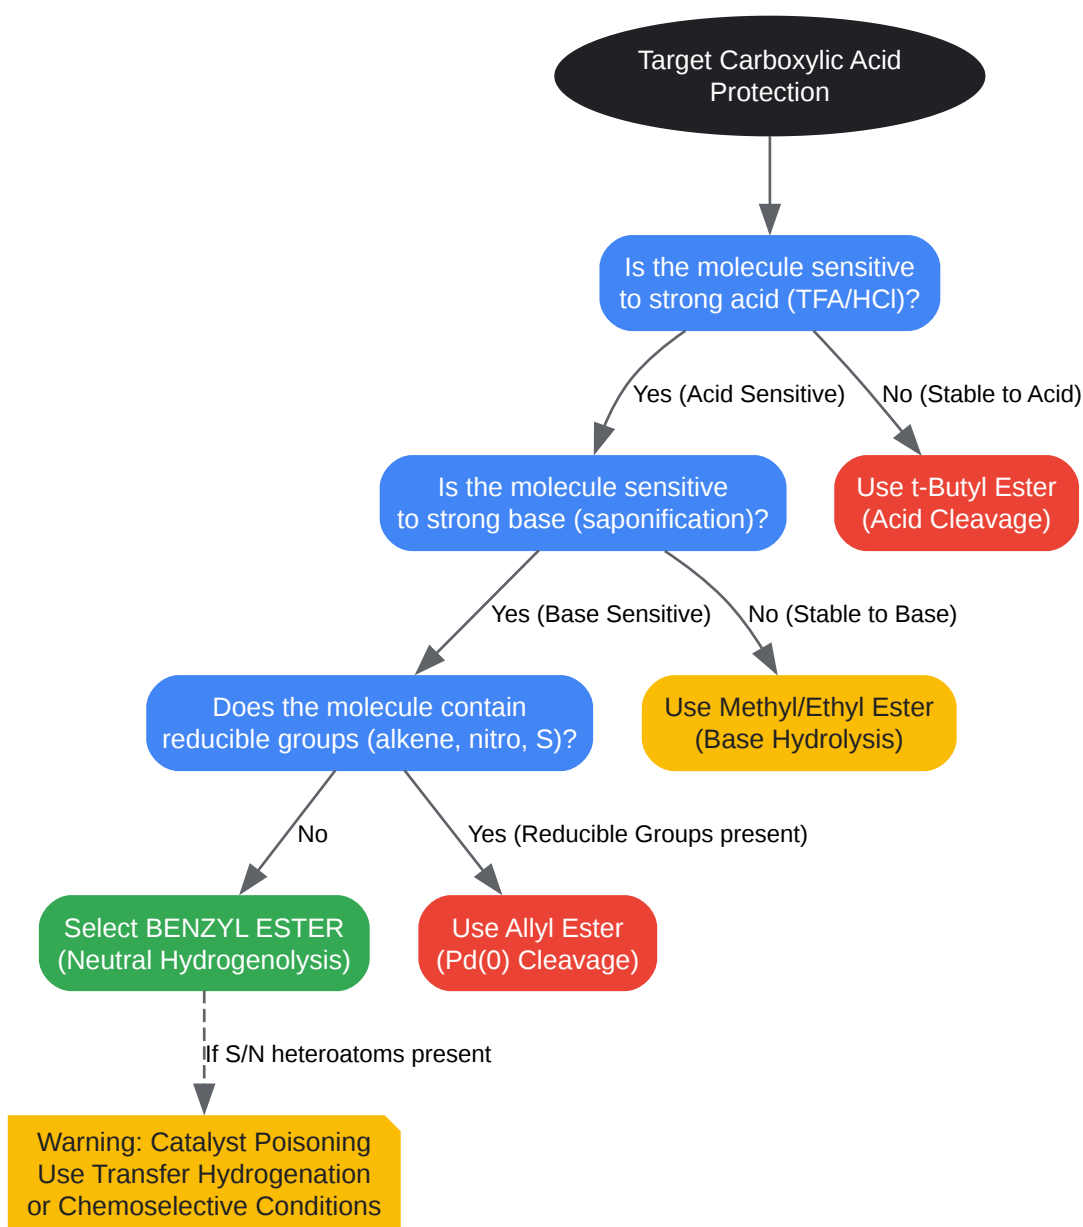 Target Carboxylic Acid
Protection
Is the molecule sensitive
to strong acid (TFA/HCl)?
Yes (Acid Sensitive)
No (Stable to Acid)
Is the molecule sensitive
to strong base (saponification)?
Use t-Butyl Ester
(Acid Cleavage)
Yes (Base Sensitive)
No (Stable to Base)
Does the molecule contain
reducible groups (alkene, nitro, S)?
Use Methyl/Ethyl Ester
(Base Hydrolysis)
No
Yes (Reducible Groups present)
Select BENZYL ESTER
(Neutral Hydrogenolysis)
Use Allyl Ester
(Pd(0) Cleavage)
If S/N heteroatoms present
Warning: Catalyst Poisoning
Use Transfer Hydrogenation
or Chemoselective Conditions